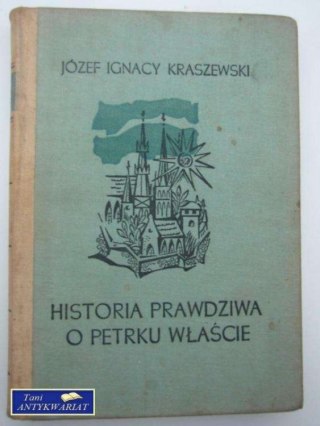 JÓZEF IGNACY KRASZEWSKI
HISTORIA PRAWDZIWA
O PETRKU WŁAŚCIE
Tani
ANTYKWARIAT